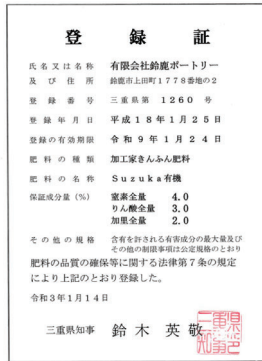 登録証
氏名又は名称 有限会社鈴鹿ポートリー
及び住所 鈴鹿市上田町1778番地の2
登録番号 三重県第 1260 号
登録年月日 平成18年1月25日
登録の有効期限 令和9年1月24日
肥料の種類 加工家きんふん肥料
肥料の名称 Suzuka有機
保証成分量(%) 窒素全量 4.0
りん酸全量 3.0
加里全量 2.0
その他の規格 含有を許される有害成分の最大量及び
その他の制限事項は公定規格のとおり
肥料の品質の確保等に関する法律第7条の規定
により上記のとおり登録した。
令和3年1月14日
三重県知事 鈴木英敬